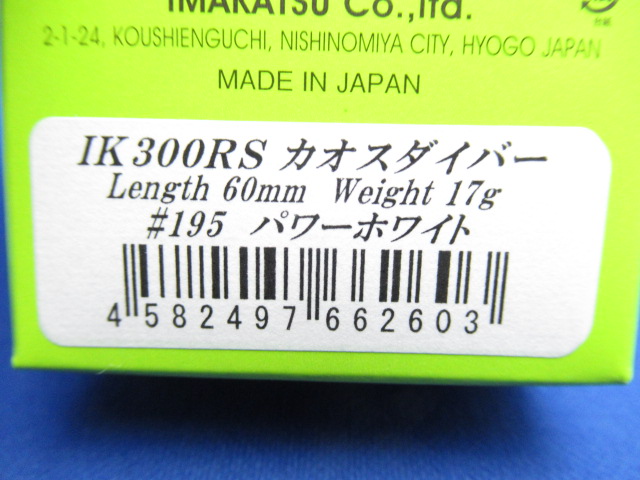 IMAKATSU Co.,ltd.
2-1-24, KOUSHIENGUCHI, NISHINOMIYA CITY, HYOGO JAPAN
MADE IN JAPAN
IK300RS カオスダイバー
Length 60mm Weight 17g
#195 パワーホワイト
4 582497 662603